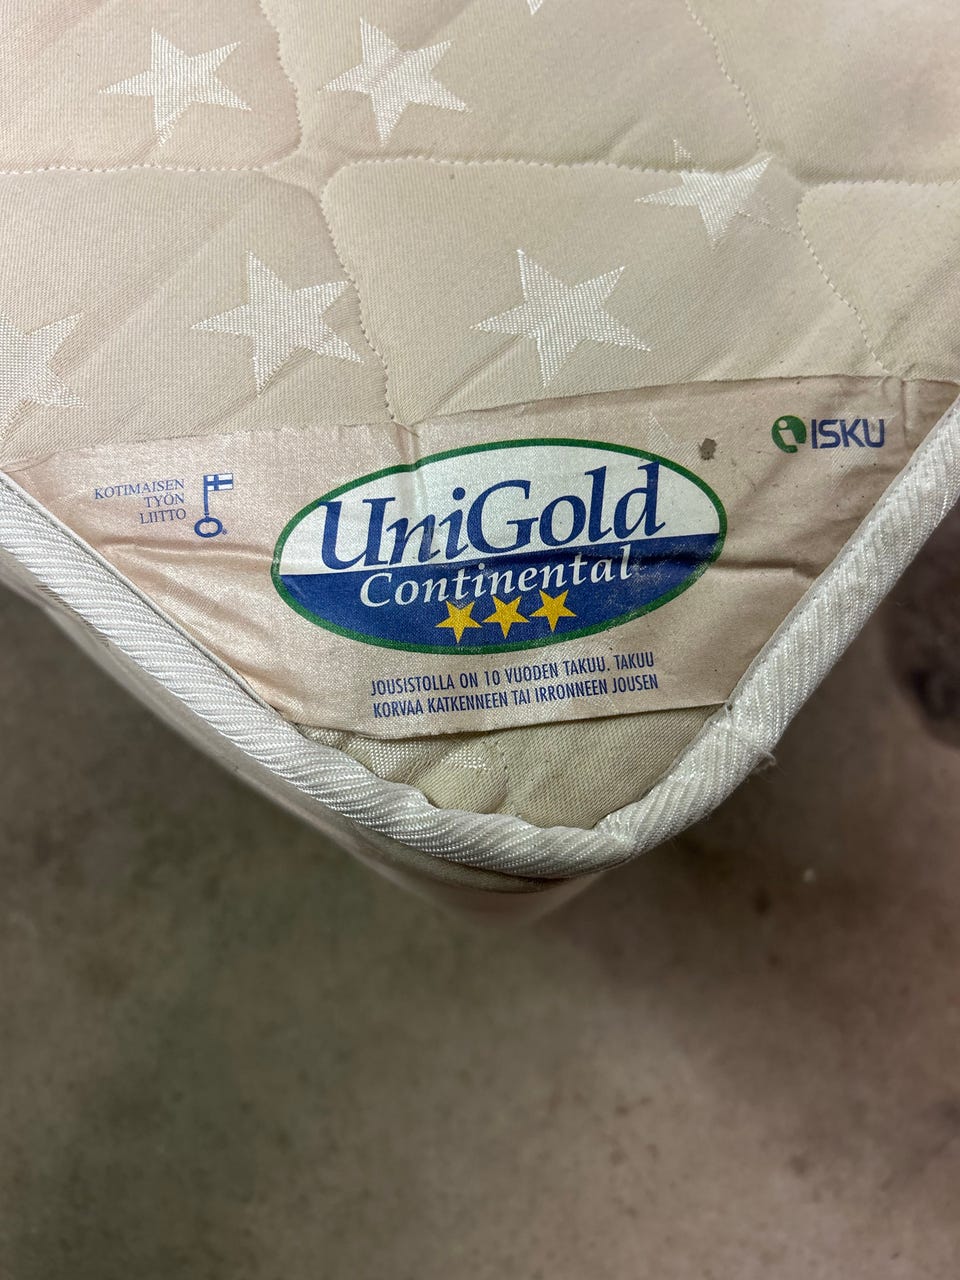 KOTIMAISEN
TYÖN
LIITTO
ISKU
UniGold
Continental
JOUSISTOLLA ON 10 VUODEN TAKUU. TAKUU
KORVAA KATKENNEEN TAI IRRONNEEN JOUSEN